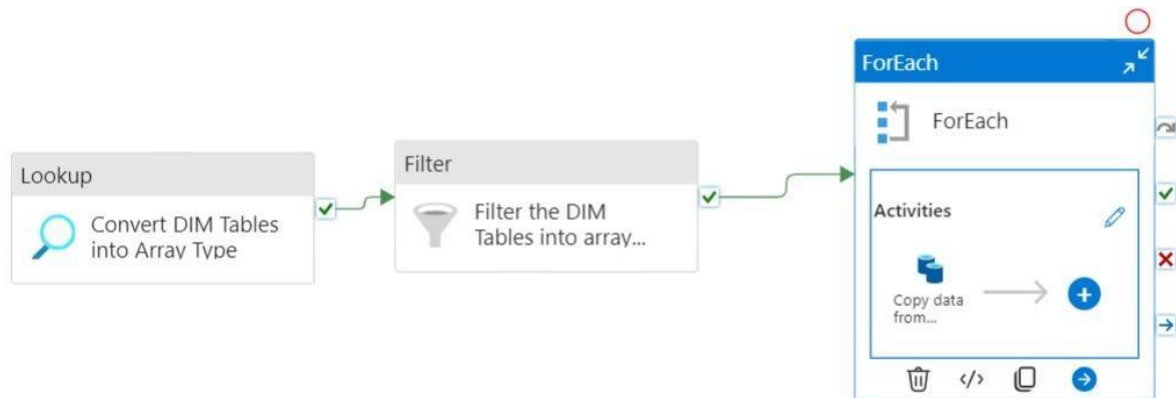 Lookup
Convert DIM Tables
into Array Type
Filter
Filter the DIM
Tables into array...
ForEach
ForEach
Activities
Copy data
from...